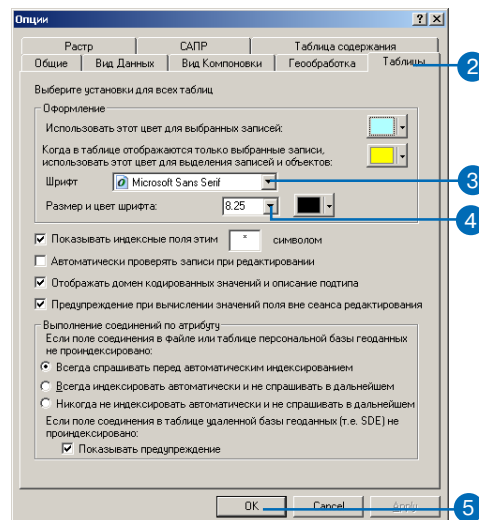 Опции
Растр САПР Таблица содержания
Общие Вид Данных Вид Компоновки Геообработка Таблицы
2
Выберите установки для всех таблиц
Оформление
Использовать этот цвет для выбранных записей:
Когда в таблице отображаются только выбранные записи,
использовать этот цвет для выделения записей и объектов:
Шрифт Microsoft Sans Serif
3
Размер и цвет шрифта: 8.25
4
Показывать индексные поля этим * символом
Автоматически проверять записи при редактировании
Отображать домен кодированных значений и описание подтипа
Предупреждение при вычислении значений поля вне сеанса редактирования
Выполнение соединений по атрибуту
Если поле соединения в файле или таблице персональной базы геоданных
не проиндексировано:
Всегда спрашивать перед автоматическим индексированием
Всегда индексировать автоматически и не спрашивать в дальнейшем
Никогда не индексировать автоматически и не спрашивать в дальнейшем
Если поле соединения в таблице удаленной базы геоданных (т.е. SDE) не
проиндексировано:
Показывать предупреждение
OK Cancel Apply
5